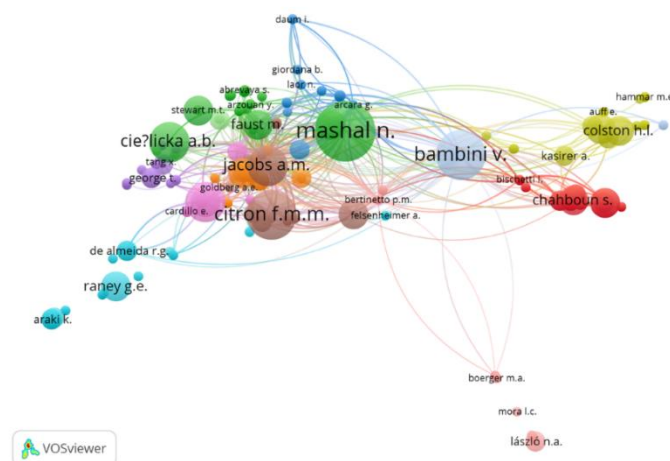 daum i.
giordana b.
laor n.
hammar m.e.
abrevaya s.
stewart m.t.
arzouan y.
arcara g.
auff e.
faust m.
mashal n.
colston h.l.
cie?licka a.b.
bambini v.
kasirer a.
tang x.
jacobs a.m.
george t.
goldberg a.e.
bischetti l.
cardillo e.
citron f.m.m.
bertinetto p.m.
chahboun s.
felsenheimer a.
de almeida r.g.
raney g.e.
araki k.
boerger m.a.
mora l.c.
lászló n.a.
VOSviewer